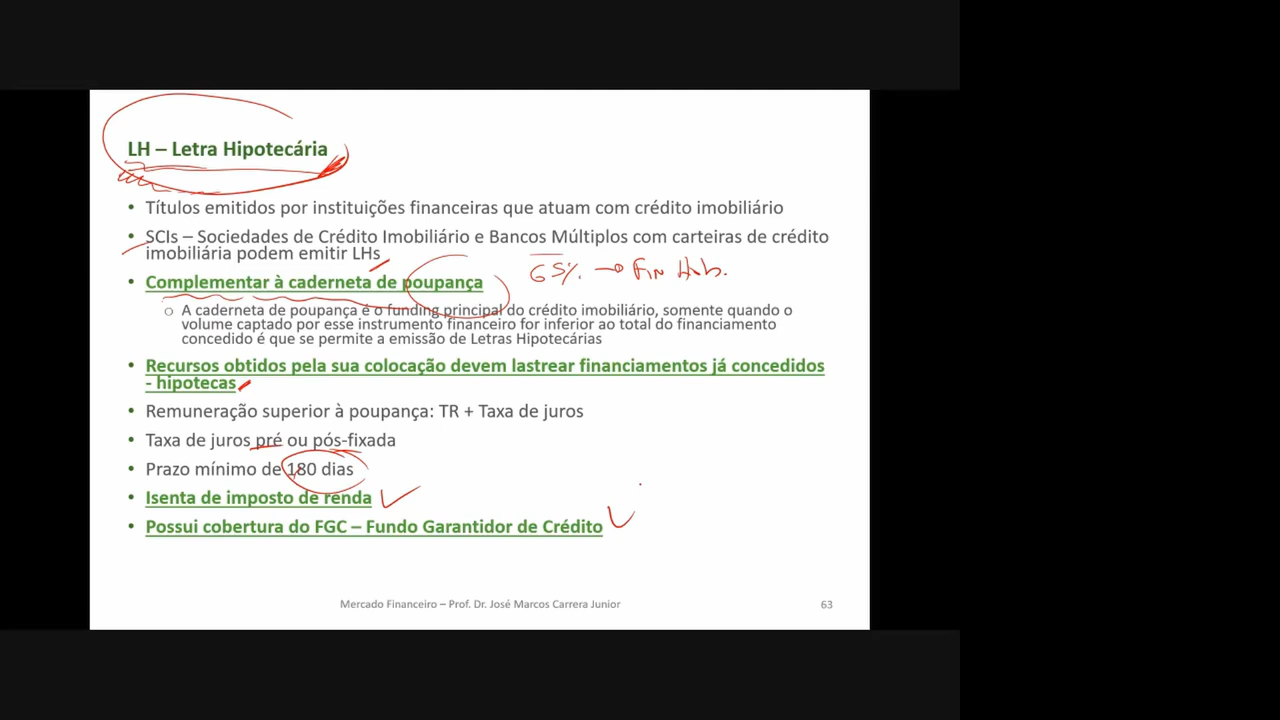 LH – Letra Hipotecária
• Títulos emitidos por instituições financeiras que atuam com crédito imobiliário
• SCIs – Sociedades de Crédito Imobiliário e Bancos Múltiplos com carteiras de crédito
imobiliária podem emitir LHs
65% → Fin Hab.
• Complementar à caderneta de poupança
o A caderneta de poupança é o funding principal do crédito imobiliário, somente quando o
volume captado por esse instrumento financeiro for inferior ao total do financiamento
concedido é que se permite a emissão de Letras Hipotecárias
• Recursos obtidos pela sua colocação devem lastrear financiamentos já concedidos
- hipotecas
• Remuneração superior à poupança: TR + Taxa de juros
• Taxa de juros pré ou pós-fixada
• Prazo mínimo de 180 dias
• Isenta de imposto de renda
• Possui cobertura do FGC – Fundo Garantidor de Crédito
Mercado Financeiro – Prof. Dr. José Marcos Carrera Junior
63